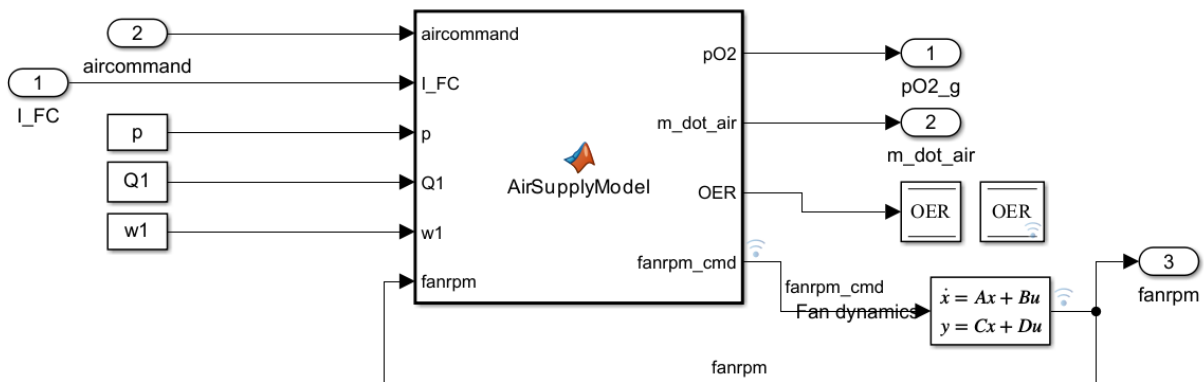 2
aircommand
1
I_FC
p
Q1
w1
aircommand
I_FC
p
Q1
w1
fanrpm
AirSupplyModel
pO2
m_dot_air
OER
fanrpm_cmd
1
pO2_g
2
m_dot_air
OER
OER
fanrpm_cmd
Fan dynamics
ẋ = Ax + Bu
y = Cx + Du
3
fanrpm
fanrpm